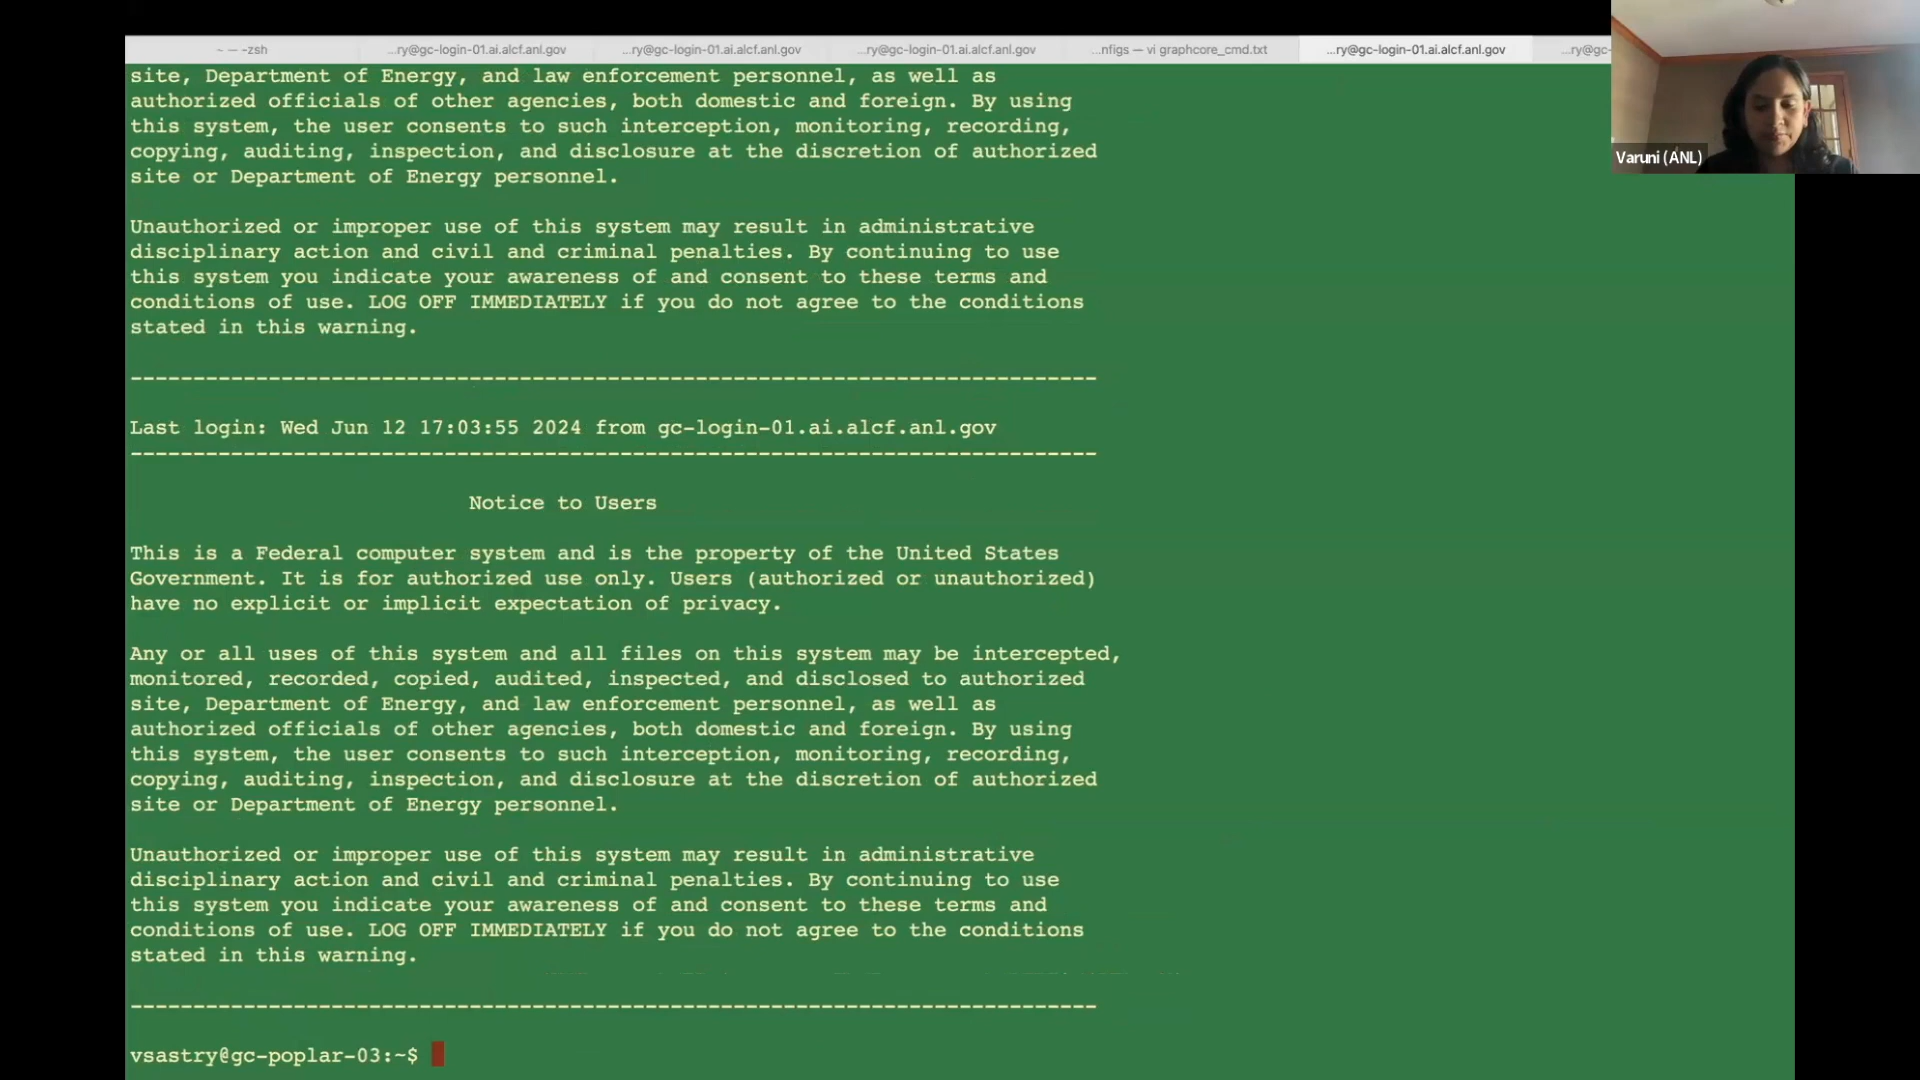 ~ — -zsh
...ry@gc-login-01.ai.alcf.anl.gov
...ry@gc-login-01.ai.alcf.anl.gov
...ry@gc-login-01.ai.alcf.anl.gov
...nfigs — vi graphcore_cmd.txt
...ry@gc-login-01.ai.alcf.anl.gov
...ry@gc-
Varuni (ANL)
site, Department of Energy, and law enforcement personnel, as well as
authorized officials of other agencies, both domestic and foreign. By using
this system, the user consents to such interception, monitoring, recording,
copying, auditing, inspection, and disclosure at the discretion of authorized
site or Department of Energy personnel.
Unauthorized or improper use of this system may result in administrative
disciplinary action and civil and criminal penalties. By continuing to use
this system you indicate your awareness of and consent to these terms and
conditions of use. LOG OFF IMMEDIATELY if you do not agree to the conditions
stated in this warning.
-----------------------------------------------------------------------------
Last login: Wed Jun 12 17:03:55 2024 from gc-login-01.ai.alcf.anl.gov
-----------------------------------------------------------------------------
Notice to Users
This is a Federal computer system and is the property of the United States
Government. It is for authorized use only. Users (authorized or unauthorized)
have no explicit or implicit expectation of privacy.
Any or all uses of this system and all files on this system may be intercepted,
monitored, recorded, copied, audited, inspected, and disclosed to authorized
site, Department of Energy, and law enforcement personnel, as well as
authorized officials of other agencies, both domestic and foreign. By using
this system, the user consents to such interception, monitoring, recording,
copying, auditing, inspection, and disclosure at the discretion of authorized
site or Department of Energy personnel.
Unauthorized or improper use of this system may result in administrative
disciplinary action and civil and criminal penalties. By continuing to use
this system you indicate your awareness of and consent to these terms and
conditions of use. LOG OFF IMMEDIATELY if you do not agree to the conditions
stated in this warning.
-----------------------------------------------------------------------------
vsastry@gc-poplar-03:~$